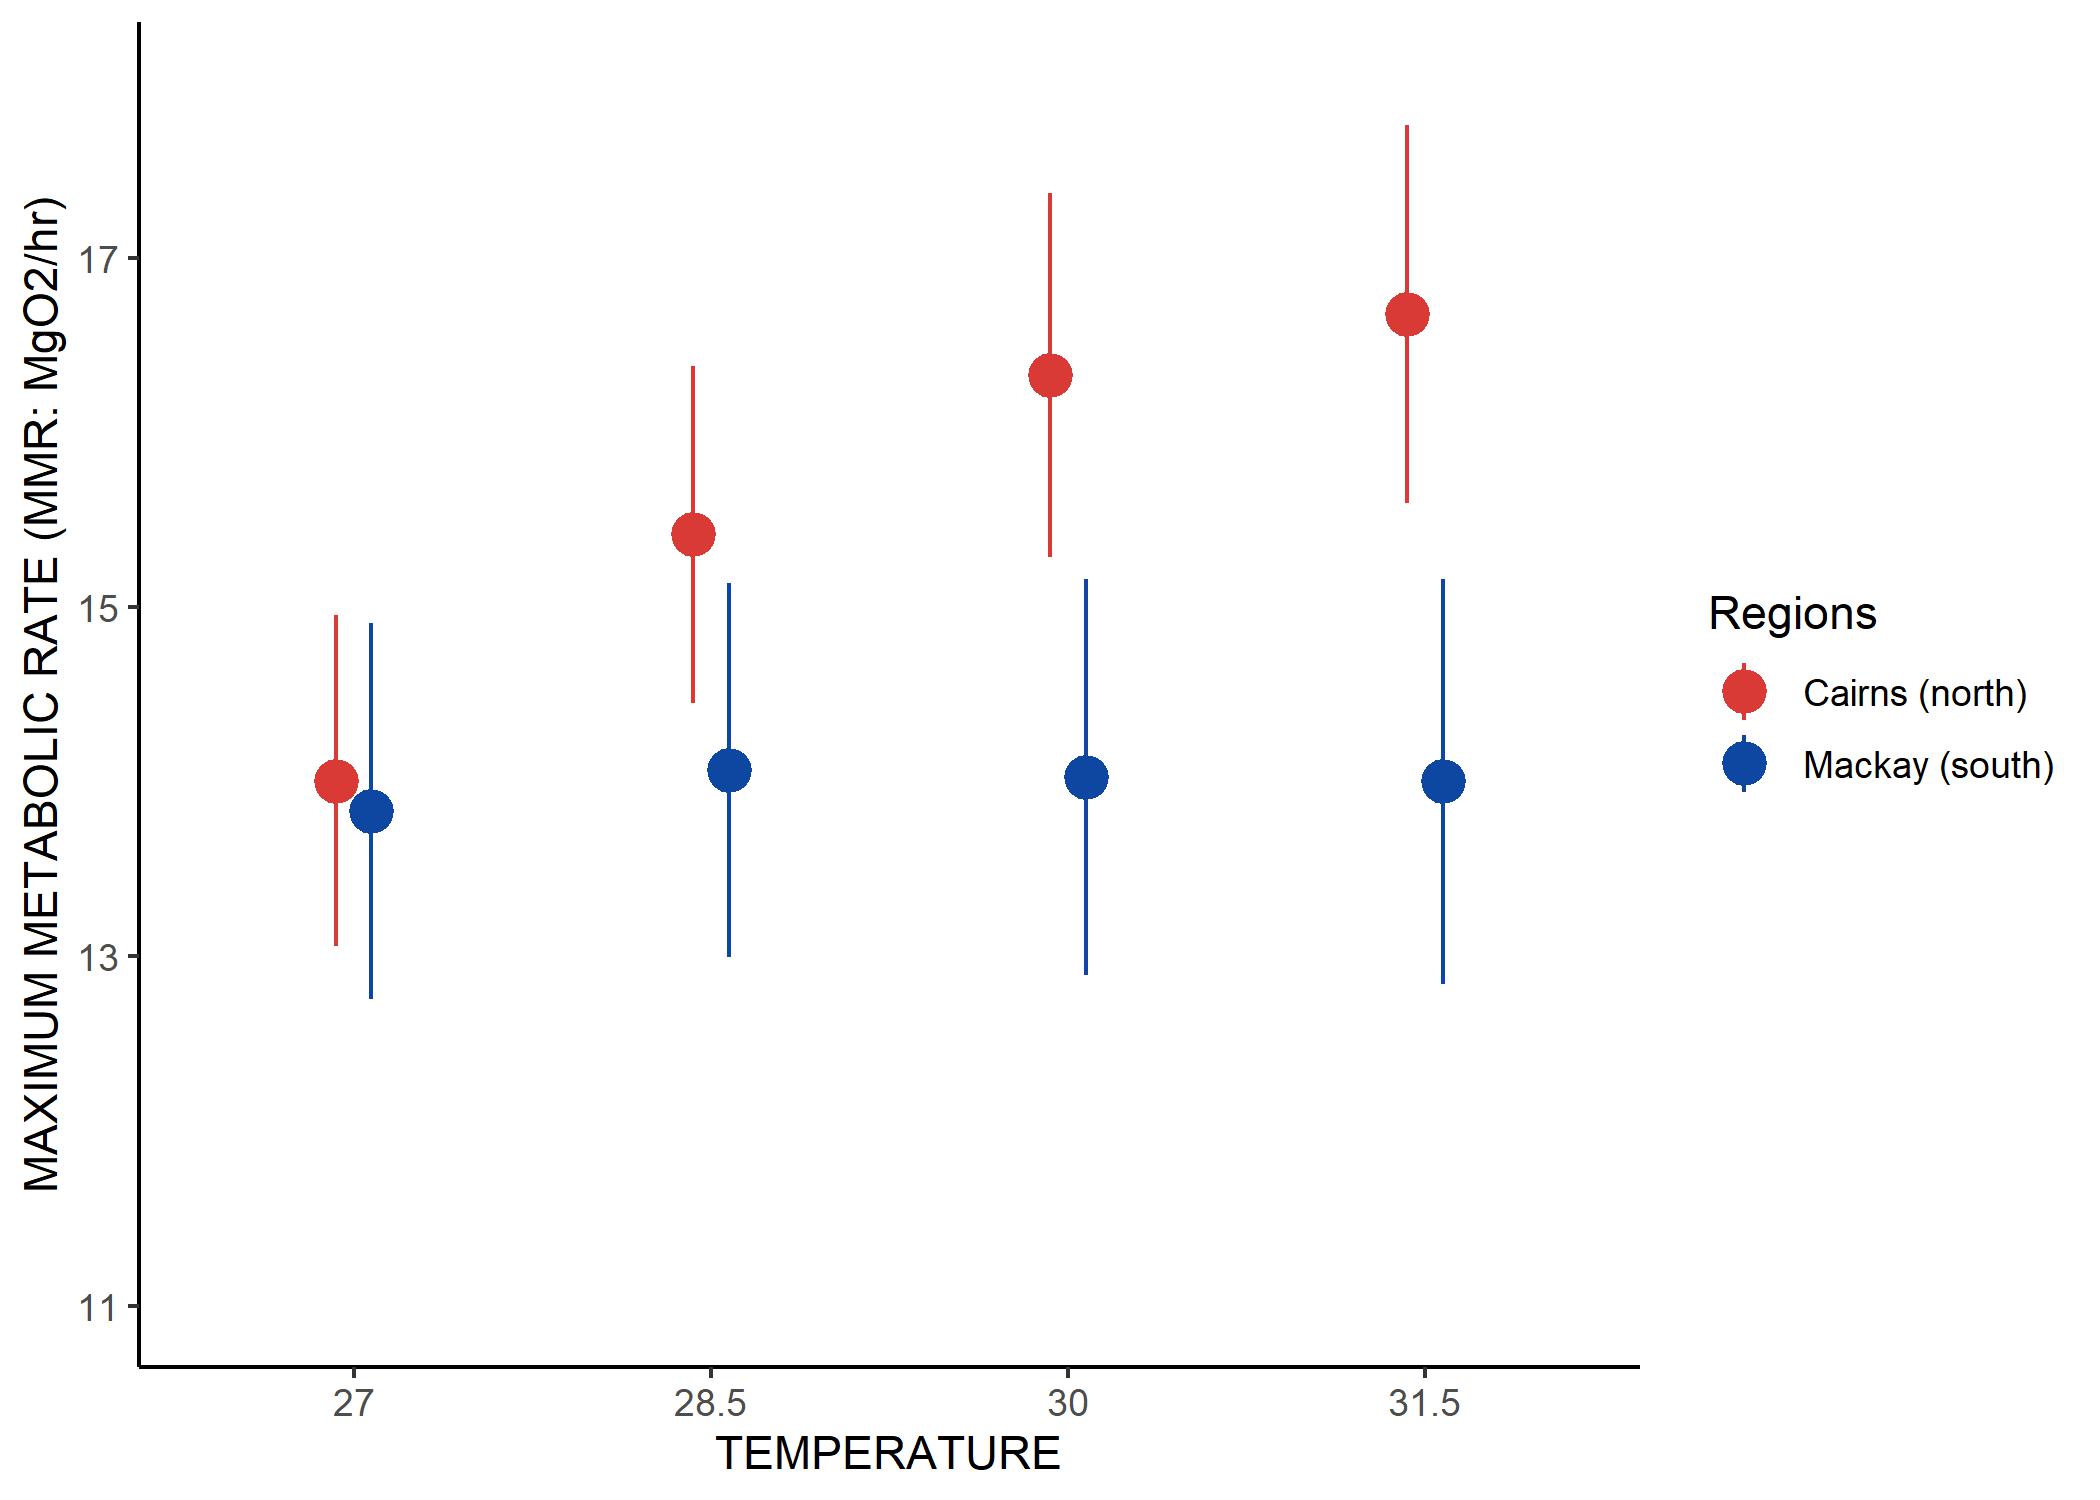 MAXIMUM METABOLIC RATE (MMR: MgO2/hr)
17
15
13
11
27 28.5 30 31.5
TEMPERATURE
Regions
Cairns (north)
Mackay (south)